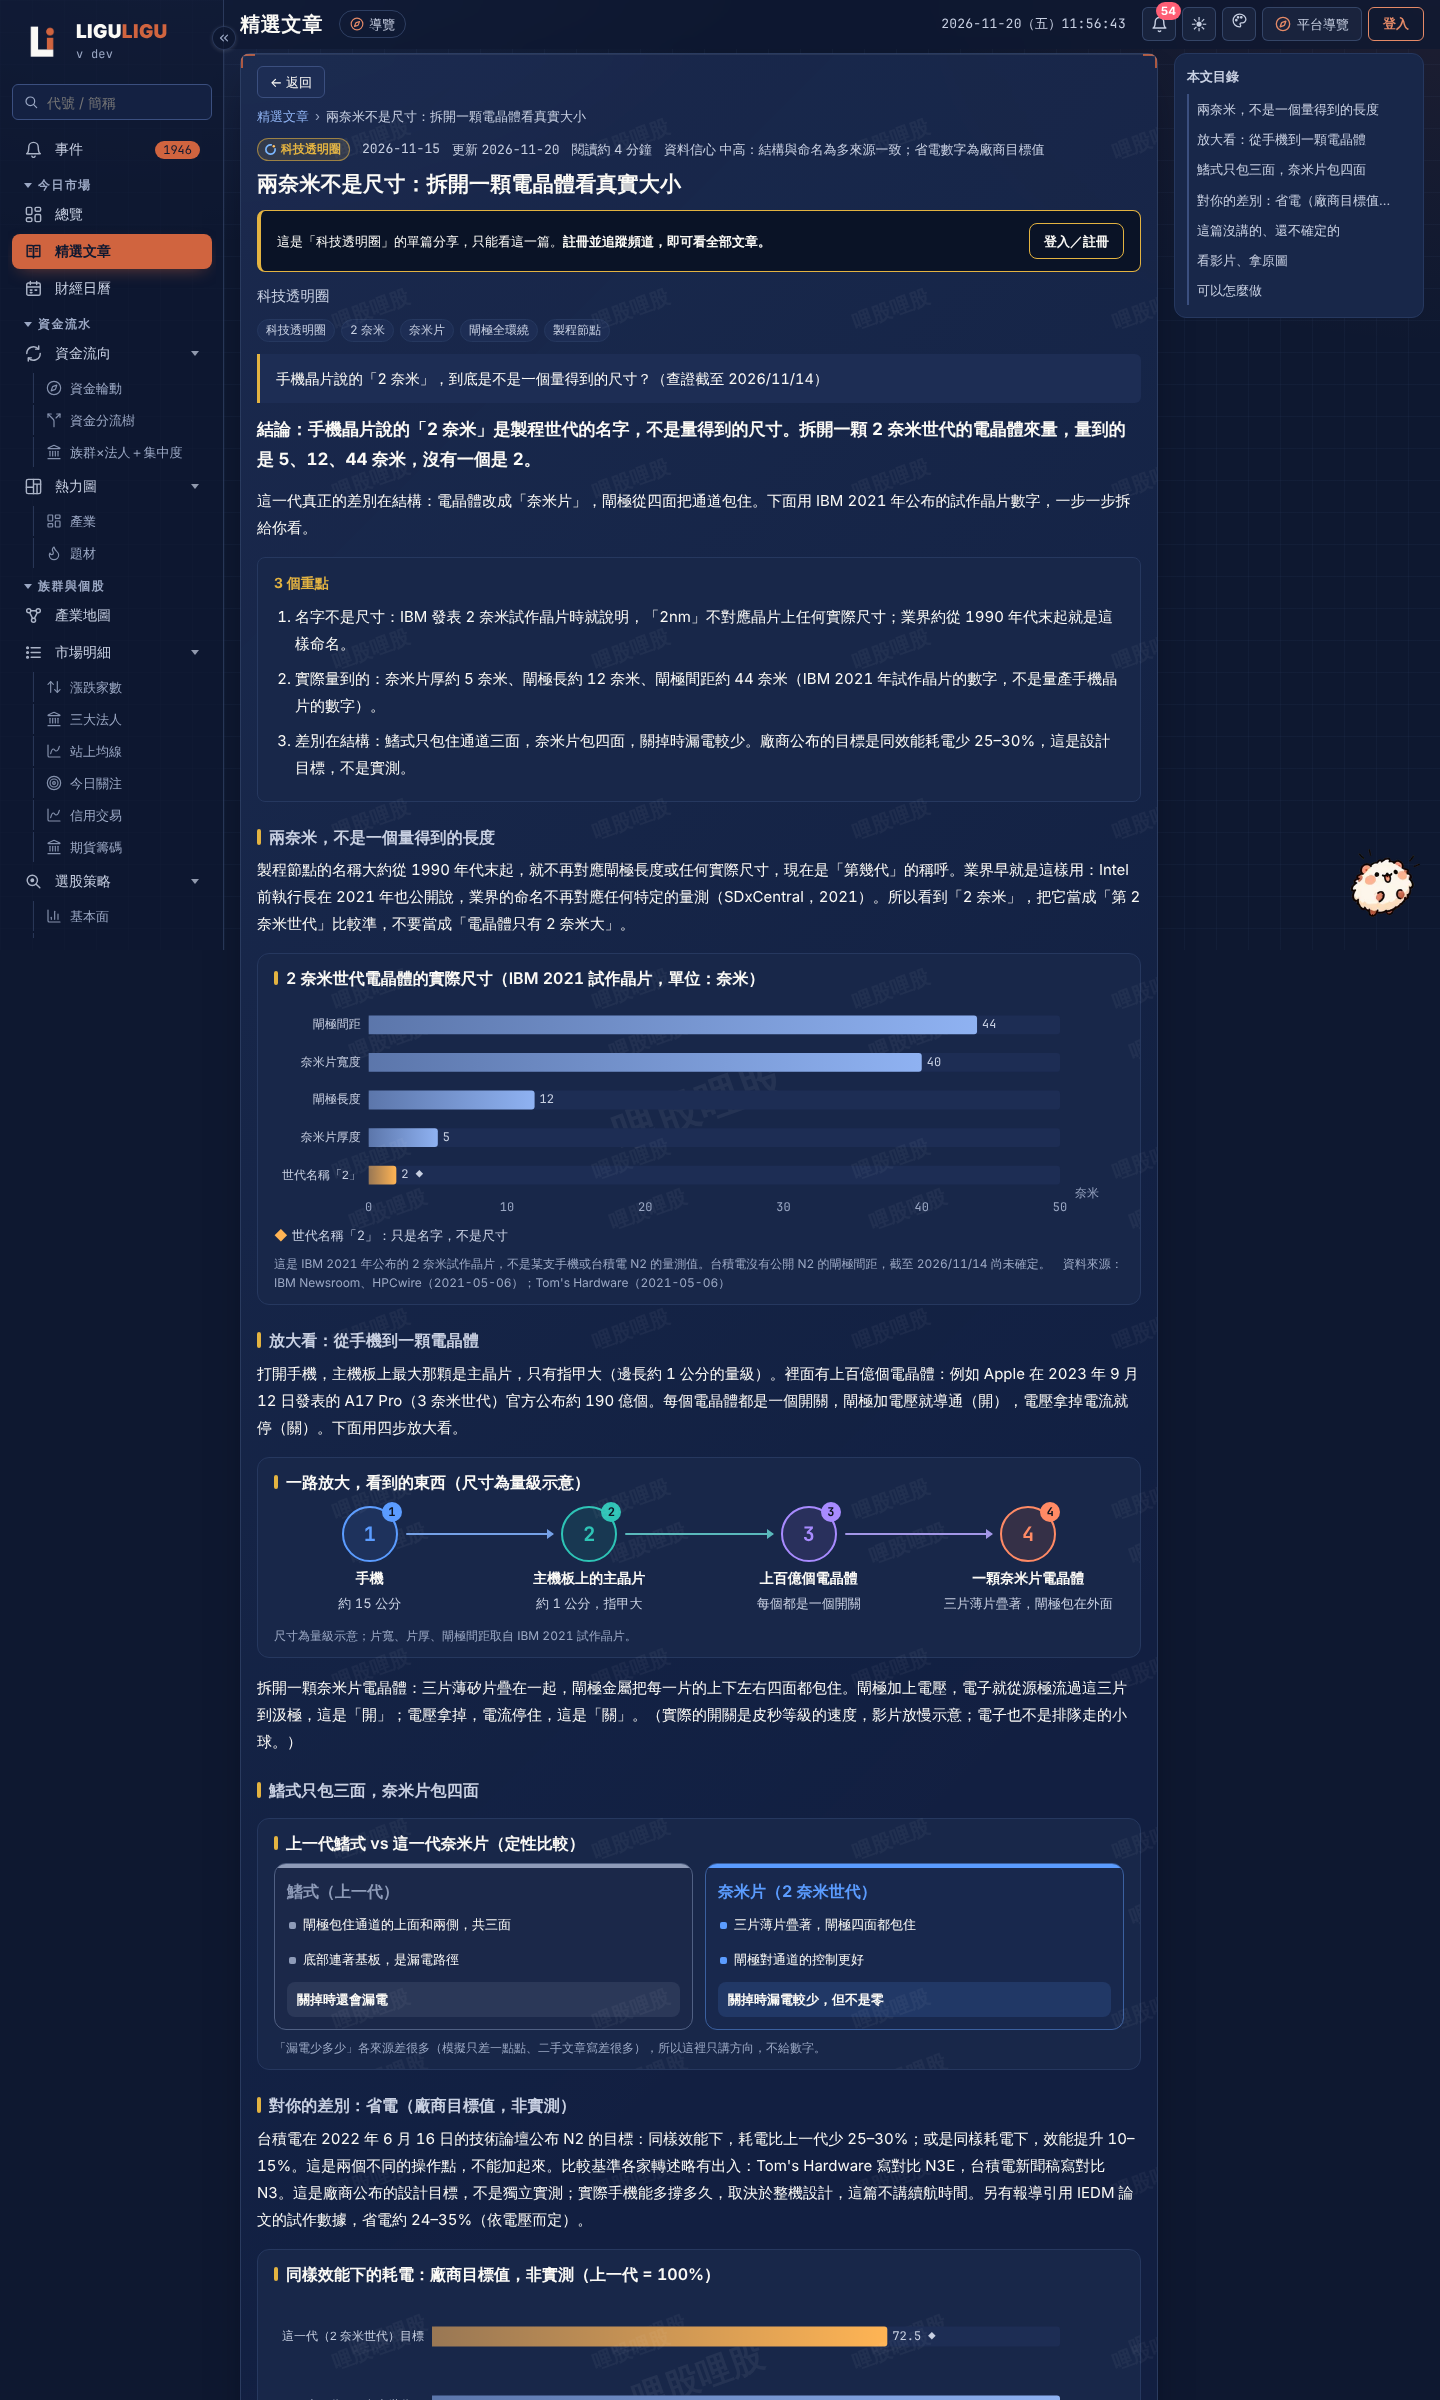 LIGULIGU
v dev
代號 / 簡稱
事件 1946
今日市場
總覽
精選文章
財經日曆
資金流水
資金流向
資金輪動
資金分流樹
族群×法人＋集中度
熱力圖
產業
題材
族群與個股
產業地圖
市場明細
漲跌家數
三大法人
站上均線
今日關注
信用交易
期貨籌碼
選股策略
基本面
精選文章 導覽 2026-11-20（五）11:56:43 54 平台導覽 登入
← 返回
精選文章 › 兩奈米不是尺寸：拆開一顆電晶體看真實大小
科技透明圈 2026-11-15 更新 2026-11-20 閱讀約 4 分鐘 資料信心 中高：結構與命名為多來源一致；省電數字為廠商目標值
兩奈米不是尺寸：拆開一顆電晶體看真實大小
這是「科技透明圈」的單篇分享，只能看這一篇。註冊並追蹤頻道，即可看全部文章。 登入／註冊
科技透明圈
科技透明圈 2 奈米 奈米片 閘極全環繞 製程節點
手機晶片說的「2 奈米」，到底是不是一個量得到的尺寸？（查證截至 2026/11/14）
結論：手機晶片說的「2 奈米」是製程世代的名字，不是量得到的尺寸。拆開一顆 2 奈米世代的電晶體來量，量到的
是 5、12、44 奈米，沒有一個是 2。
這一代真正的差別在結構：電晶體改成「奈米片」，閘極從四面把通道包住。下面用 IBM 2021 年公布的試作晶片數字，一步一步拆
給你看。
3 個重點
1. 名字不是尺寸：IBM 發表 2 奈米試作晶片時就說明，「2nm」不對應晶片上任何實際尺寸；業界約從 1990 年代末起就是這
樣命名。
2. 實際量到的：奈米片厚約 5 奈米、閘極長約 12 奈米、閘極間距約 44 奈米（IBM 2021 年試作晶片的數字，不是量產手機晶
片的數字）。
3. 差別在結構：鰭式只包住通道三面，奈米片包四面，關掉時漏電較少。廠商公布的目標是同效能耗電少 25–30%，這是設計
目標，不是實測。
兩奈米，不是一個量得到的長度
製程節點的名稱大約從 1990 年代末起，就不再對應閘極長度或任何實際尺寸，現在是「第幾代」的稱呼。業界早就是這樣用：Intel
前執行長在 2021 年也公開說，業界的命名不再對應任何特定的量測（SDxCentral，2021）。所以看到「2 奈米」，把它當成「第 2
奈米世代」比較準，不要當成「電晶體只有 2 奈米大」。
2 奈米世代電晶體的實際尺寸（IBM 2021 試作晶片，單位：奈米）
閘極間距 44
奈米片寬度 40
閘極長度 12
奈米片厚度 5
世代名稱「2」 2 ◆
奈米
0 10 20 30 40 50
◆ 世代名稱「2」：只是名字，不是尺寸
這是 IBM 2021 年公布的 2 奈米試作晶片，不是某支手機或台積電 N2 的量測值。台積電沒有公開 N2 的閘極間距，截至 2026/11/14 尚未確定。 資料來源：
IBM Newsroom、HPCwire（2021-05-06）；Tom's Hardware（2021-05-06）
放大看：從手機到一顆電晶體
打開手機，主機板上最大那顆是主晶片，只有指甲大（邊長約 1 公分的量級）。裡面有上百億個電晶體：例如 Apple 在 2023 年 9 月
12 日發表的 A17 Pro（3 奈米世代）官方公布約 190 億個。每個電晶體都是一個開關，閘極加電壓就導通（開），電壓拿掉電流就
停（關）。下面用四步放大看。
一路放大，看到的東西（尺寸為量級示意）
1 1 2 2 3 3 4 4
手機 主機板上的主晶片 上百億個電晶體 一顆奈米片電晶體
約 15 公分 約 1 公分，指甲大 每個都是一個開關 三片薄片疊著，閘極包在外面
尺寸為量級示意；片寬、片厚、閘極間距取自 IBM 2021 試作晶片。
拆開一顆奈米片電晶體：三片薄矽片疊在一起，閘極金屬把每一片的上下左右四面都包住。閘極加上電壓，電子就從源極流過這三片
到汲極，這是「開」；電壓拿掉，電流停住，這是「關」。（實際的開關是皮秒等級的速度，影片放慢示意；電子也不是排隊走的小
球。）
鰭式只包三面，奈米片包四面
上一代鰭式 vs 這一代奈米片（定性比較）
鰭式（上一代）
閘極包住通道的上面和兩側，共三面
底部連著基板，是漏電路徑
關掉時還會漏電
奈米片（2 奈米世代）
三片薄片疊著，閘極四面都包住
閘極對通道的控制更好
關掉時漏電較少，但不是零
「漏電少多少」各來源差很多（模擬只差一點點、二手文章寫差很多），所以這裡只講方向，不給數字。
對你的差別：省電（廠商目標值，非實測）
台積電在 2022 年 6 月 16 日的技術論壇公布 N2 的目標：同樣效能下，耗電比上一代少 25–30%；或是同樣耗電下，效能提升 10–
15%。這是兩個不同的操作點，不能加起來。比較基準各家轉述略有出入：Tom's Hardware 寫對比 N3E，台積電新聞稿寫對比
N3。這是廠商公布的設計目標，不是獨立實測；實際手機能多撐多久，取決於整機設計，這篇不講續航時間。另有報導引用 IEDM 論
文的試作數據，省電約 24–35%（依電壓而定）。
同樣效能下的耗電：廠商目標值，非實測（上一代 = 100%）
這一代（2 奈米世代）目標 72.5 ◆
本文目錄
兩奈米，不是一個量得到的長度
放大看：從手機到一顆電晶體
鰭式只包三面，奈米片包四面
對你的差別：省電（廠商目標值...
這篇沒講的、還不確定的
看影片、拿原圖
可以怎麼做
哩股哩股